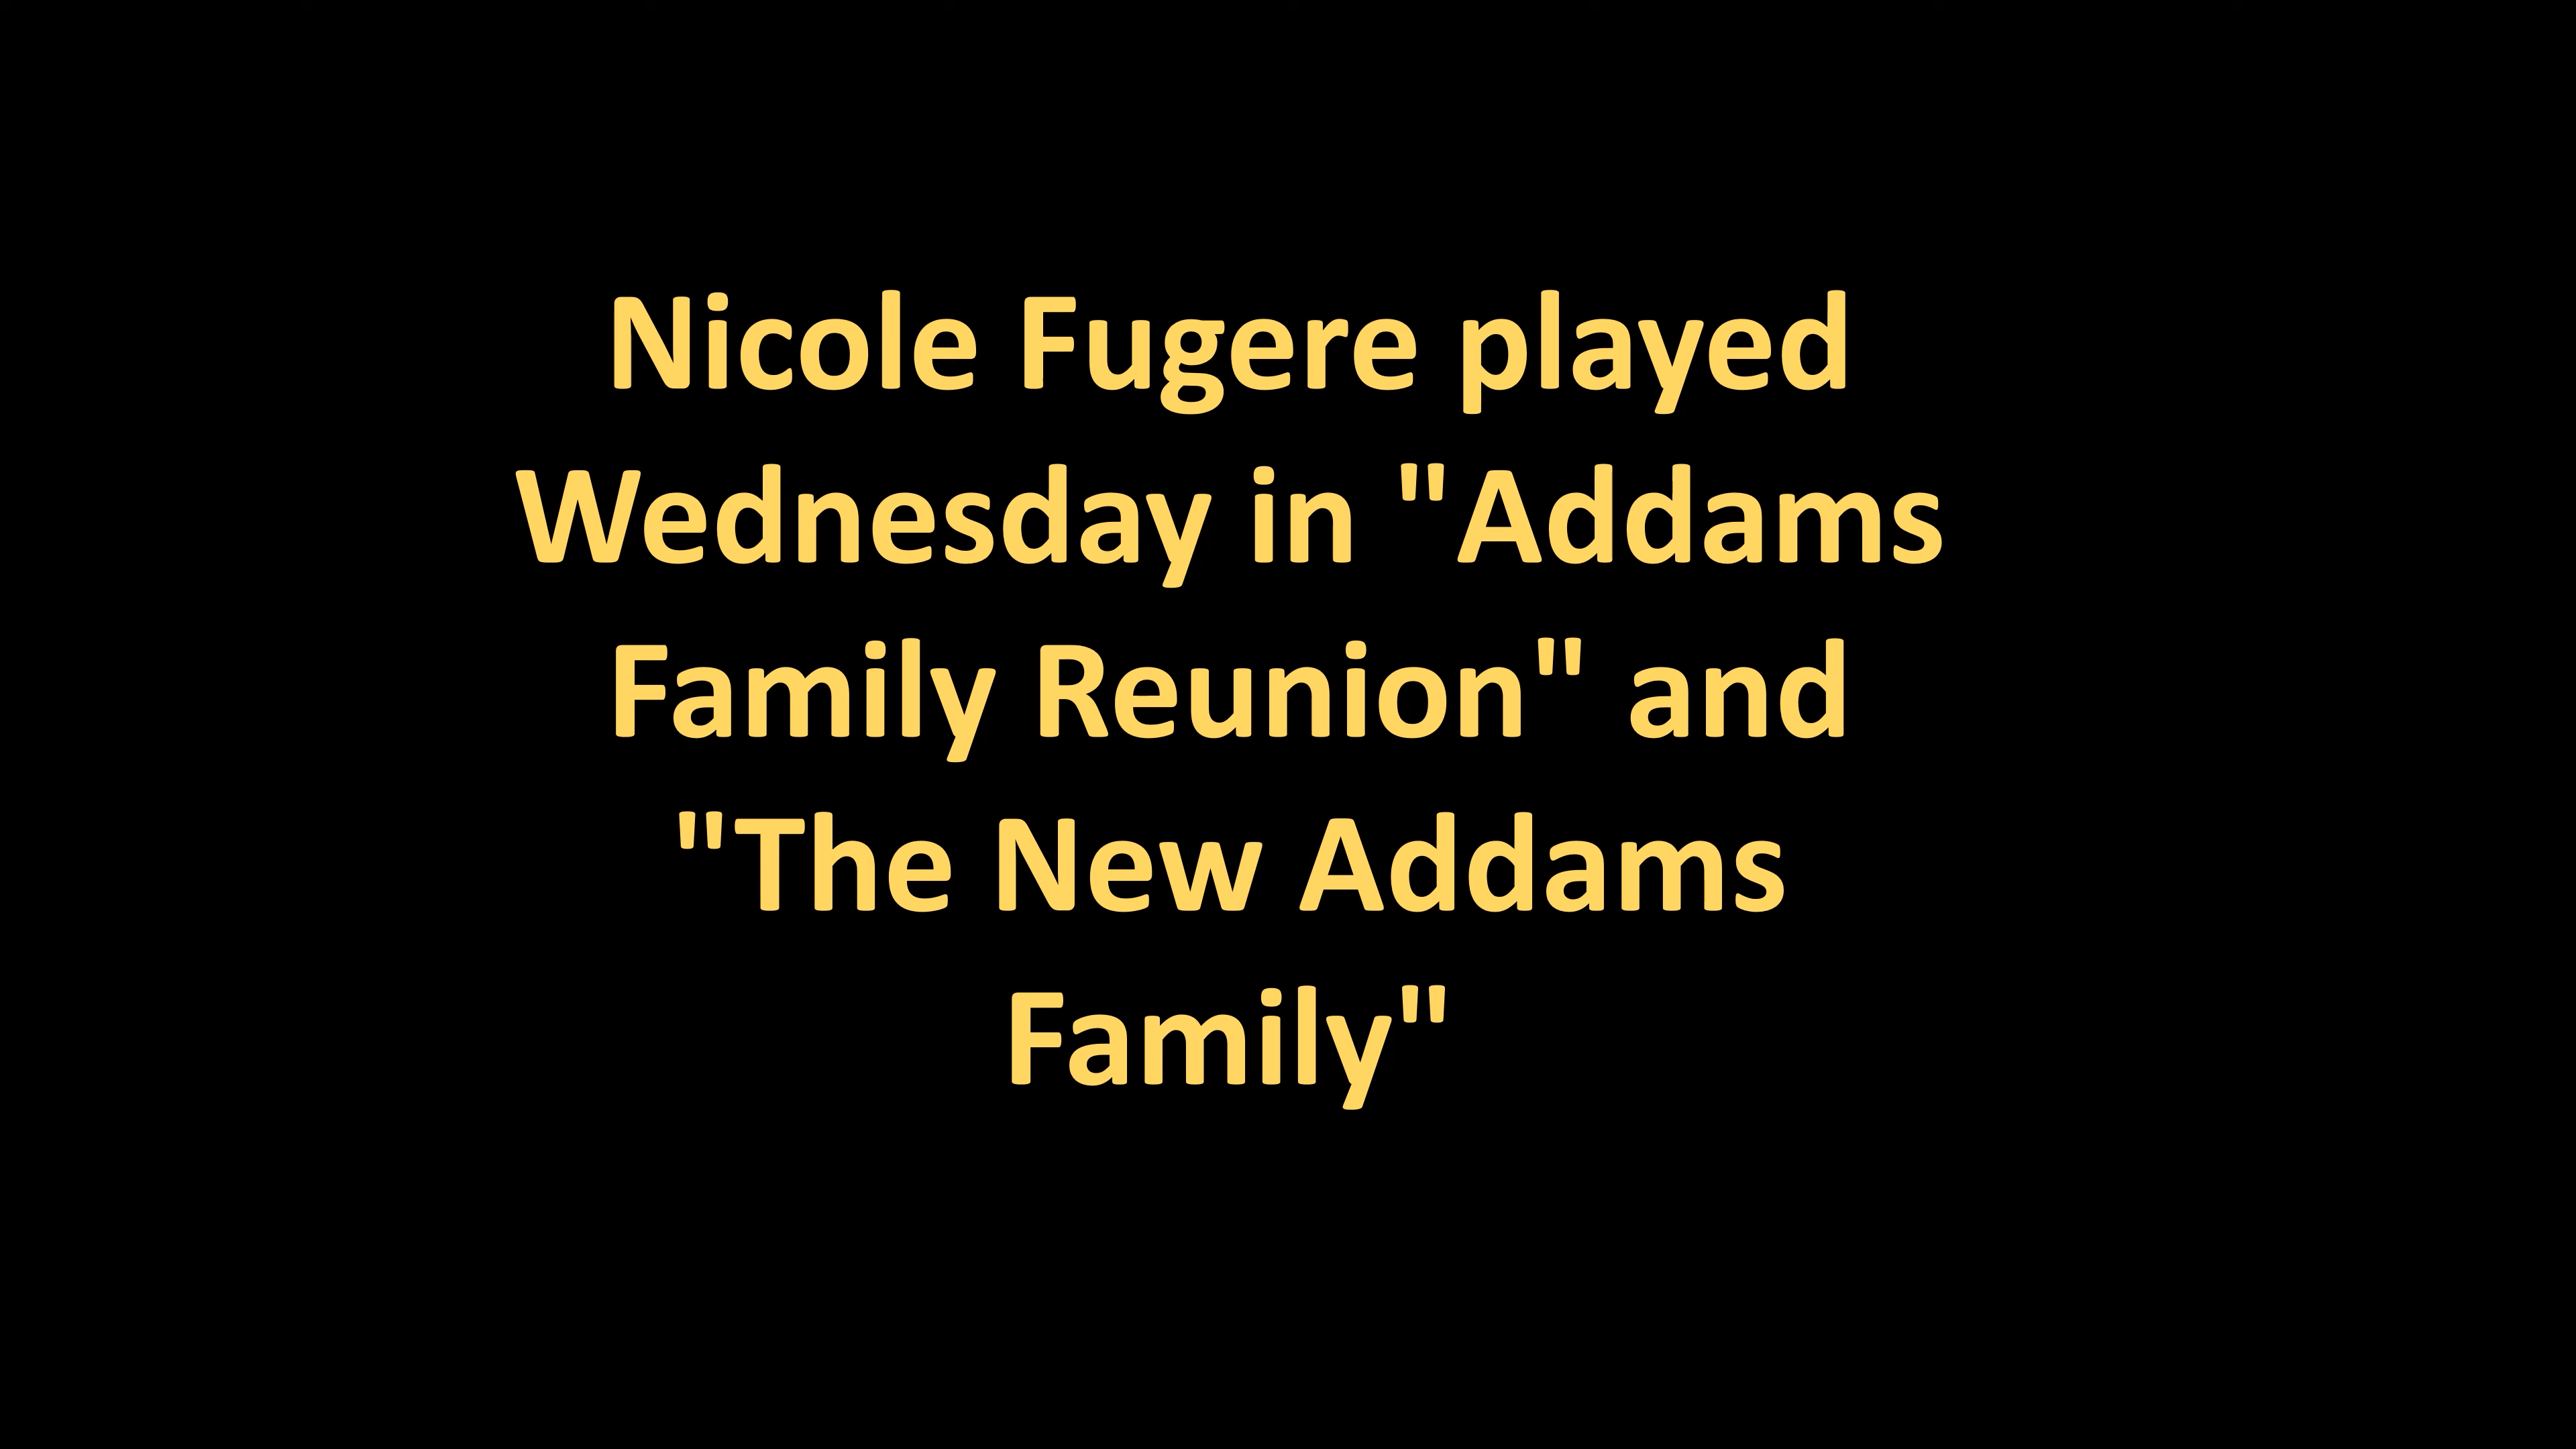 Nicole Fugere played
Wednesday in "Addams
Family Reunion" and
"The New Addams
Family"